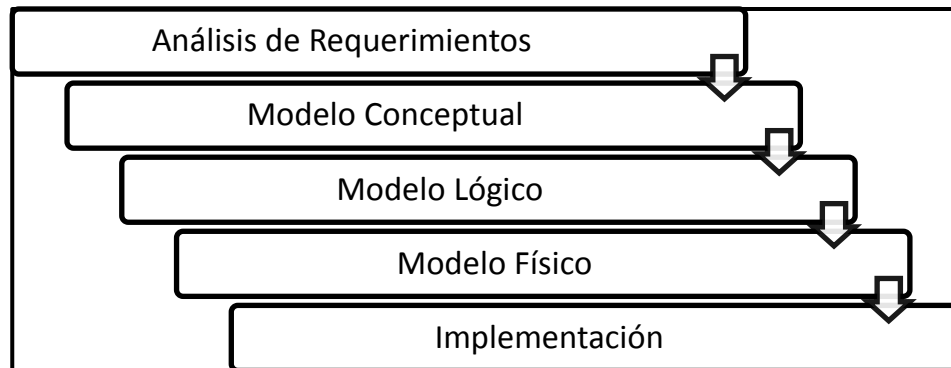 Análisis de Requerimientos
Modelo Conceptual
Modelo Lógico
Modelo Físico
Implementación